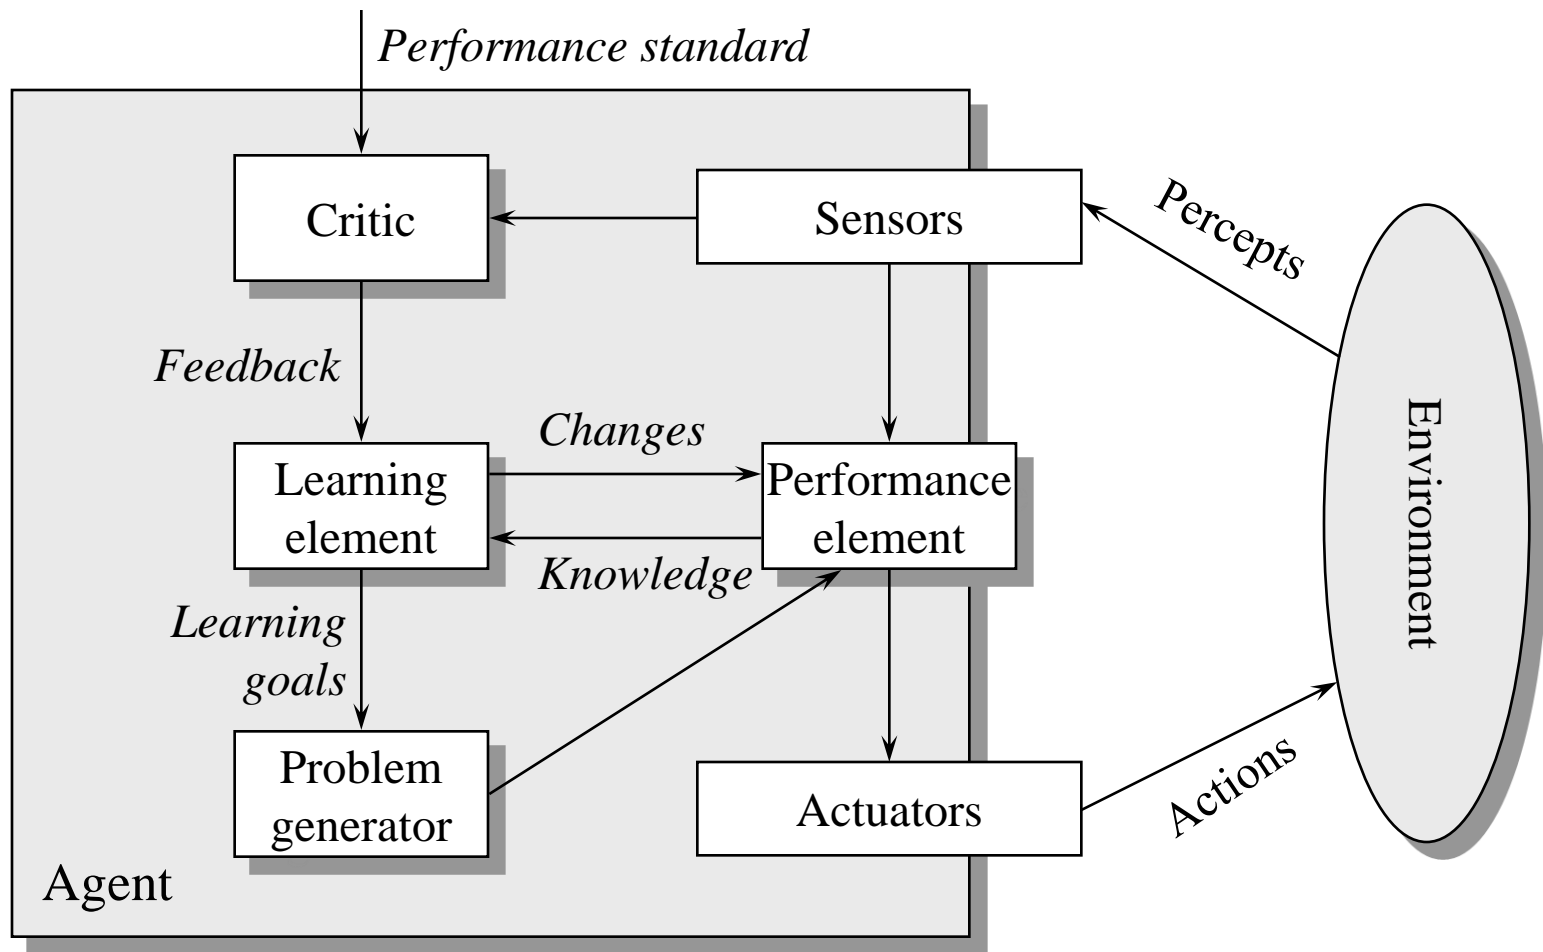 Performance standard
Critic
Sensors
Percepts
Feedback
Changes
Learning
element
Performance
element
Environment
Knowledge
Learning
goals
Problem
generator
Actuators
Actions
Agent